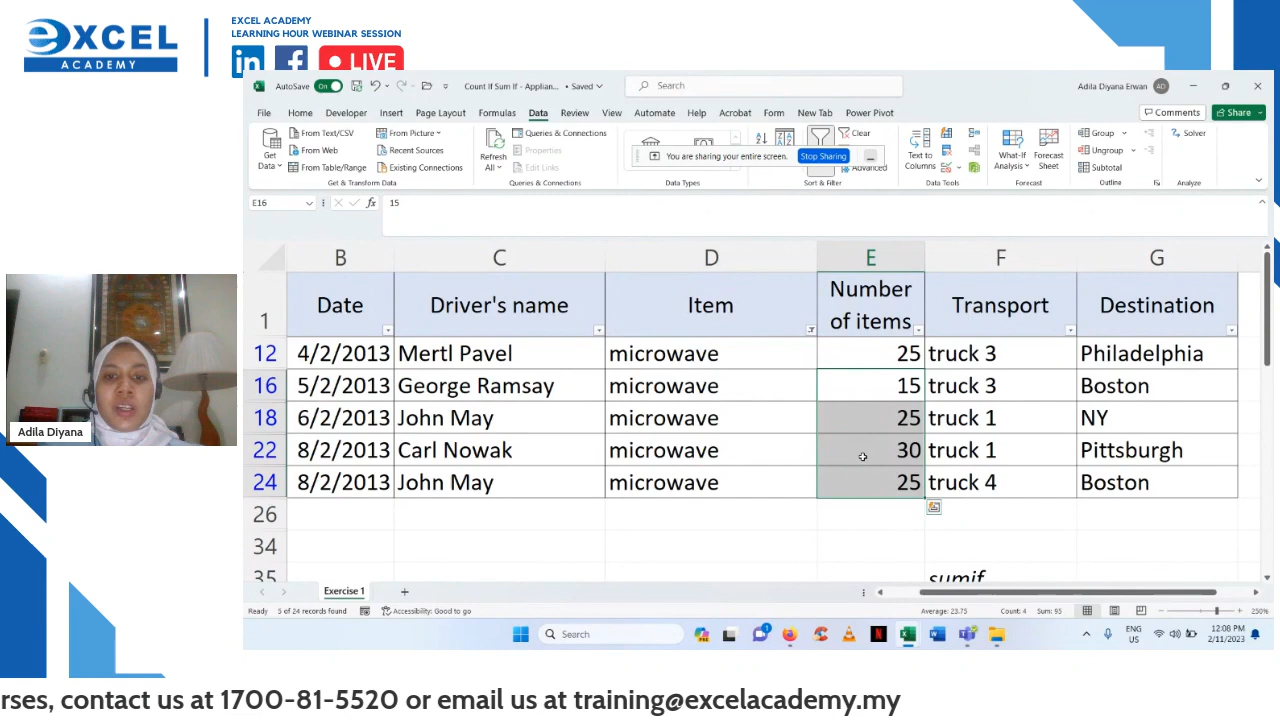 EXCEL
ACADEMY
EXCEL ACADEMY
LEARNING HOUR WEBINAR SESSION
in
LIVE
AutoSave On Count If Sum If - Applian... • Saved Search Adila Diyana Erwan AD
File Home Developer Insert Page Layout Formulas Data Review View Automate Help Acrobat Form New Tab Power Pivot Comments Share
Get Data
From Text/CSV
From Web
From Table/Range
From Picture
Recent Sources
Existing Connections
Get & Transform Data
Refresh All
Queries & Connections
Properties
Edit Links
Queries & Connections
You are sharing your entire screen. Stop Sharing
Data Types
Clear
Advanced
Sort & Filter
Text to Columns
Data Tools
What-If Analysis
Forecast Sheet
Forecast
Group
Ungroup
Subtotal
Outline
Solver
Analyze
E16 fx 15
B C D E F G
1 Date Driver's name Item Number of items Transport Destination
12 4/2/2013 Mertl Pavel microwave 25 truck 3 Philadelphia
16 5/2/2013 George Ramsay microwave 15 truck 3 Boston
18 6/2/2013 John May microwave 25 truck 1 NY
22 8/2/2013 Carl Nowak microwave 30 truck 1 Pittsburgh
24 8/2/2013 John May microwave 25 truck 4 Boston
26
34
35 sumif
Adila Diyana
Exercise 1
Ready 5 of 24 records found Accessibility: Good to go Average: 23.75 Count: 4 Sum: 95 250%
Search ENG US 12:08 PM 2/11/2023
rses, contact us at 1700-81-5520 or email us at training@excelacademy.my